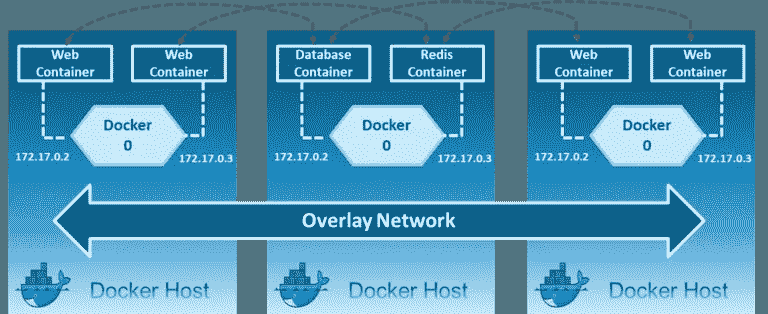 Web
Container
Web
Container
Docker
0
172.17.0.2
172.17.0.3
Database
Container
Redis
Container
Docker
0
172.17.0.2
172.17.0.3
Web
Container
Web
Container
Docker
0
172.17.0.2
172.17.0.3
Overlay Network
Docker Host
Docker Host
Docker Host